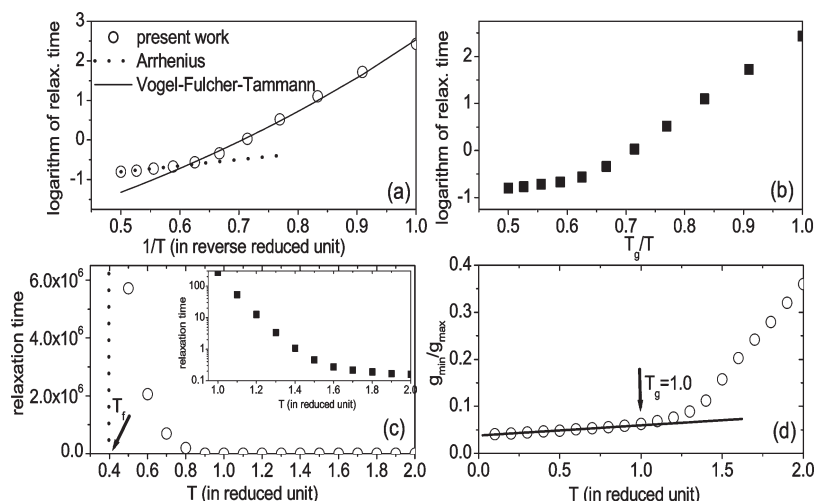 3
2
1
0
-1
present work
Arrhenius
Vogel-Fulcher-Tammann
(a)
logarithm of relax. time
0.5 0.6 0.7 0.8 0.9 1.0
1/T (in reverse reduced unit)
3
2
1
0
-1
(b)
logarithm of relax. time
0.5 0.6 0.7 0.8 0.9 1.0
Tg/T
6.0x10^6
4.0x10^6
2.0x10^6
0.0
relaxation time
Tf
(c)
0.4 0.6 0.8 1.0 1.2 1.4 1.6 1.8 2.0
T (in reduced unit)
100
10
1
0.1
relaxation time
1.0 1.2 1.4 1.6 1.8 2.0
T (in reduced unit)
0.4
0.3
0.2
0.1
0.0
gmin/gmax
Tg=1.0
(d)
0.0 0.5 1.0 1.5 2.0
T (in reduced unit)